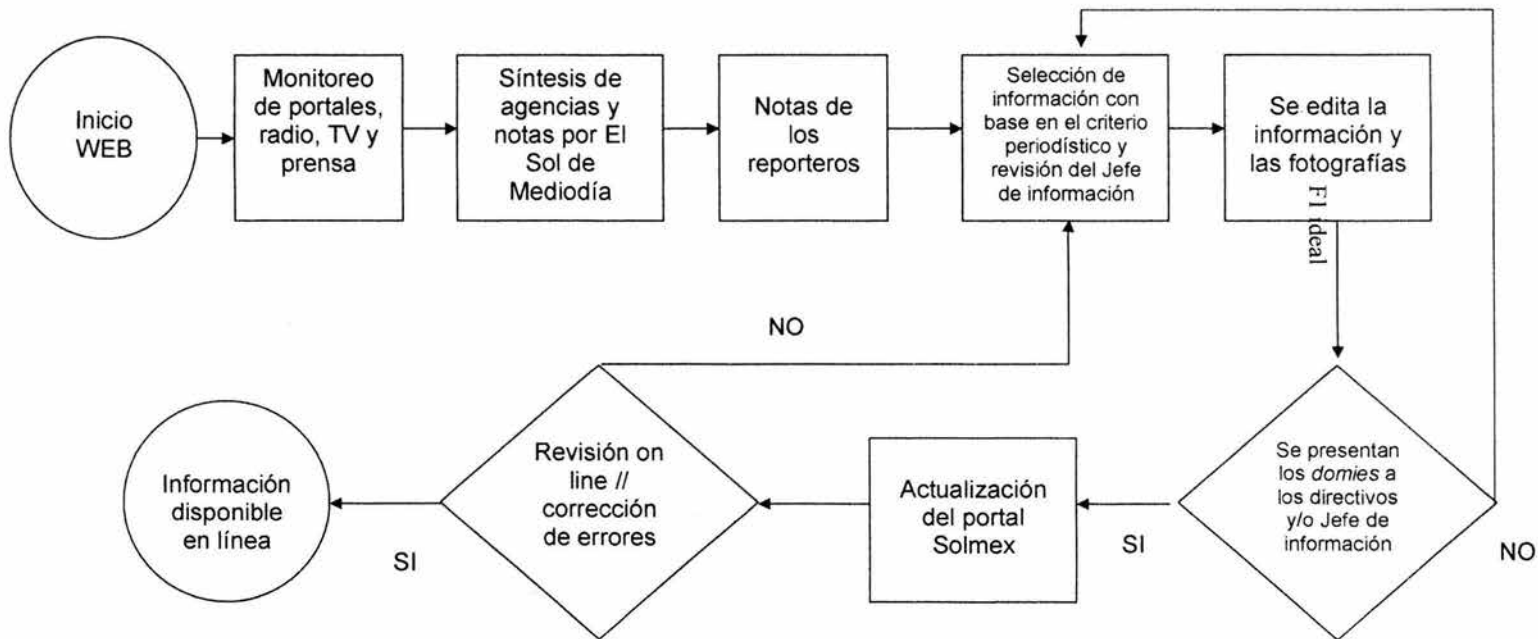 Inicio
WEB
Monitoreo
de portales,
radio, TV y
prensa
Síntesis de
agencias y
notas por El
Sol de
Mediodía
Notas de
los
reporteros
Selección de
información con
base en el criterio
periodístico y
revisión del Jefe
de información
Se edita la
información y
las fotografías
F1 ideal
NO
Se presentan
los domies a
los directivos
y/o Jefe de
información
NO
SI
Actualización
del portal
Solmex
Revisión on
line //
corrección
de errores
SI
Información
disponible
en línea